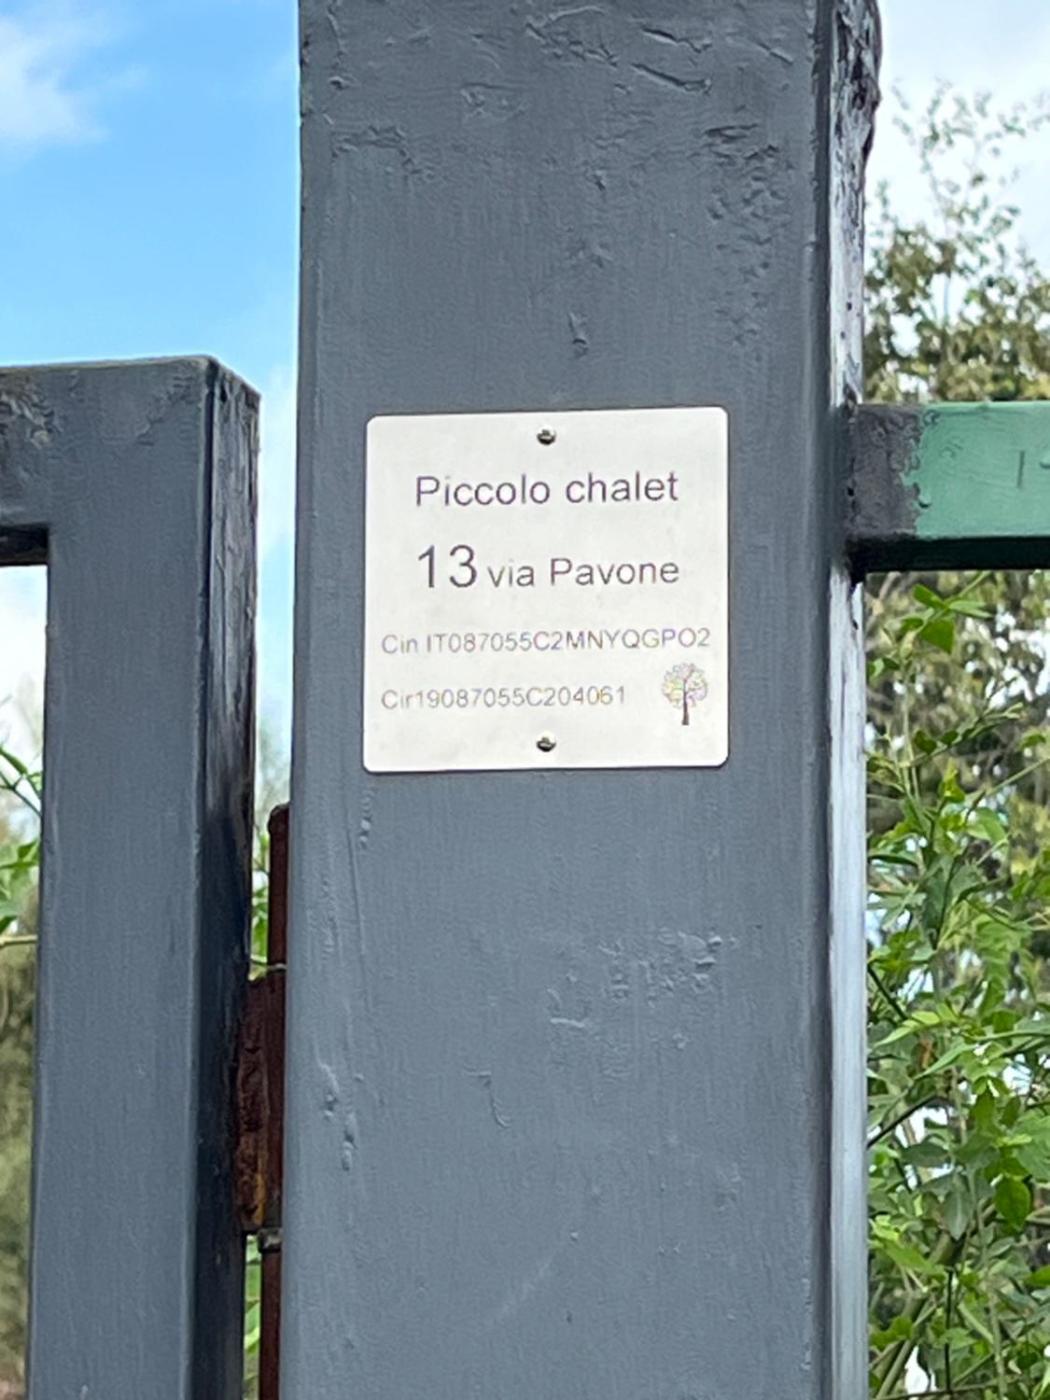 Piccolo chalet
13 via Pavone
Cin IT087055C2MNYQGPO2
Cir19087055C204061